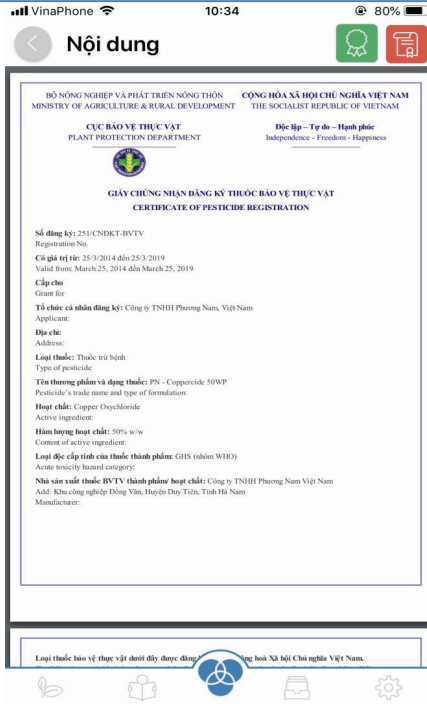 VinaPhone 10:34 80%
Nội dung
BỘ NÔNG NGHIỆP VÀ PHÁT TRIỂN NÔNG THÔN
MINISTRY OF AGRICULTURE & RURAL DEVELOPMENT
CỘNG HÒA XÃ HỘI CHỦ NGHĨA VIỆT NAM
THE SOCIALIST REPUBLIC OF VIETNAM
CỤC BẢO VỆ THỰC VẬT
PLANT PROTECTION DEPARTMENT
Độc lập – Tự do – Hạnh phúc
Independence - Freedom - Happiness
GIẤY CHỨNG NHẬN ĐĂNG KÝ THUỐC BẢO VỆ THỰC VẬT
CERTIFICATE OF PESTICIDE REGISTRATION
Số đăng ký: 251/CNĐKT-BVTV
Registration No.
Có giá trị từ: 25/3/2014 đến 25/3/2019
Valid from: March 25, 2014 đến March 25, 2019
Cấp cho
Grant for
Tổ chức cá nhân đăng ký: Công ty TNHH Phương Nam, Việt Nam
Applicant:
Địa chỉ:
Address:
Loại thuốc: Thuốc trừ bệnh
Type of pesticide
Tên thương phẩm và dạng thuốc: PN - Coppercide 50WP
Pesticide's trade name and type of formulation:
Hoạt chất: Copper Oxychloride
Active ingredient:
Hàm lượng hoạt chất: 50% w/w
Content of active ingredient:
Loại độc cấp tính của thuốc thành phẩm: GHS (nhóm WHO)
Acute toxicity hazard category:
Nhà sản xuất thuốc BVTV thành phẩm/ hoạt chất: Công ty TNHH Phương Nam Việt Nam
Add: Khu công nghiệp Đồng Văn, Huyện Duy Tiên, Tỉnh Hà Nam
Manufacturer:
Loại thuốc bảo vệ thực vật dưới đây được đăng hoà Xã hội Chủ nghĩa Việt Nam.